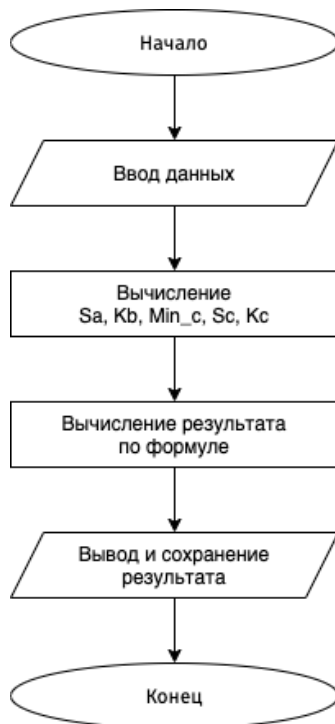 Начало
Ввод данных
Вычисление
Sa, Kb, Min_c, Sc, Kc
Вычисление результата
по формуле
Вывод и сохранение
результата
Конец